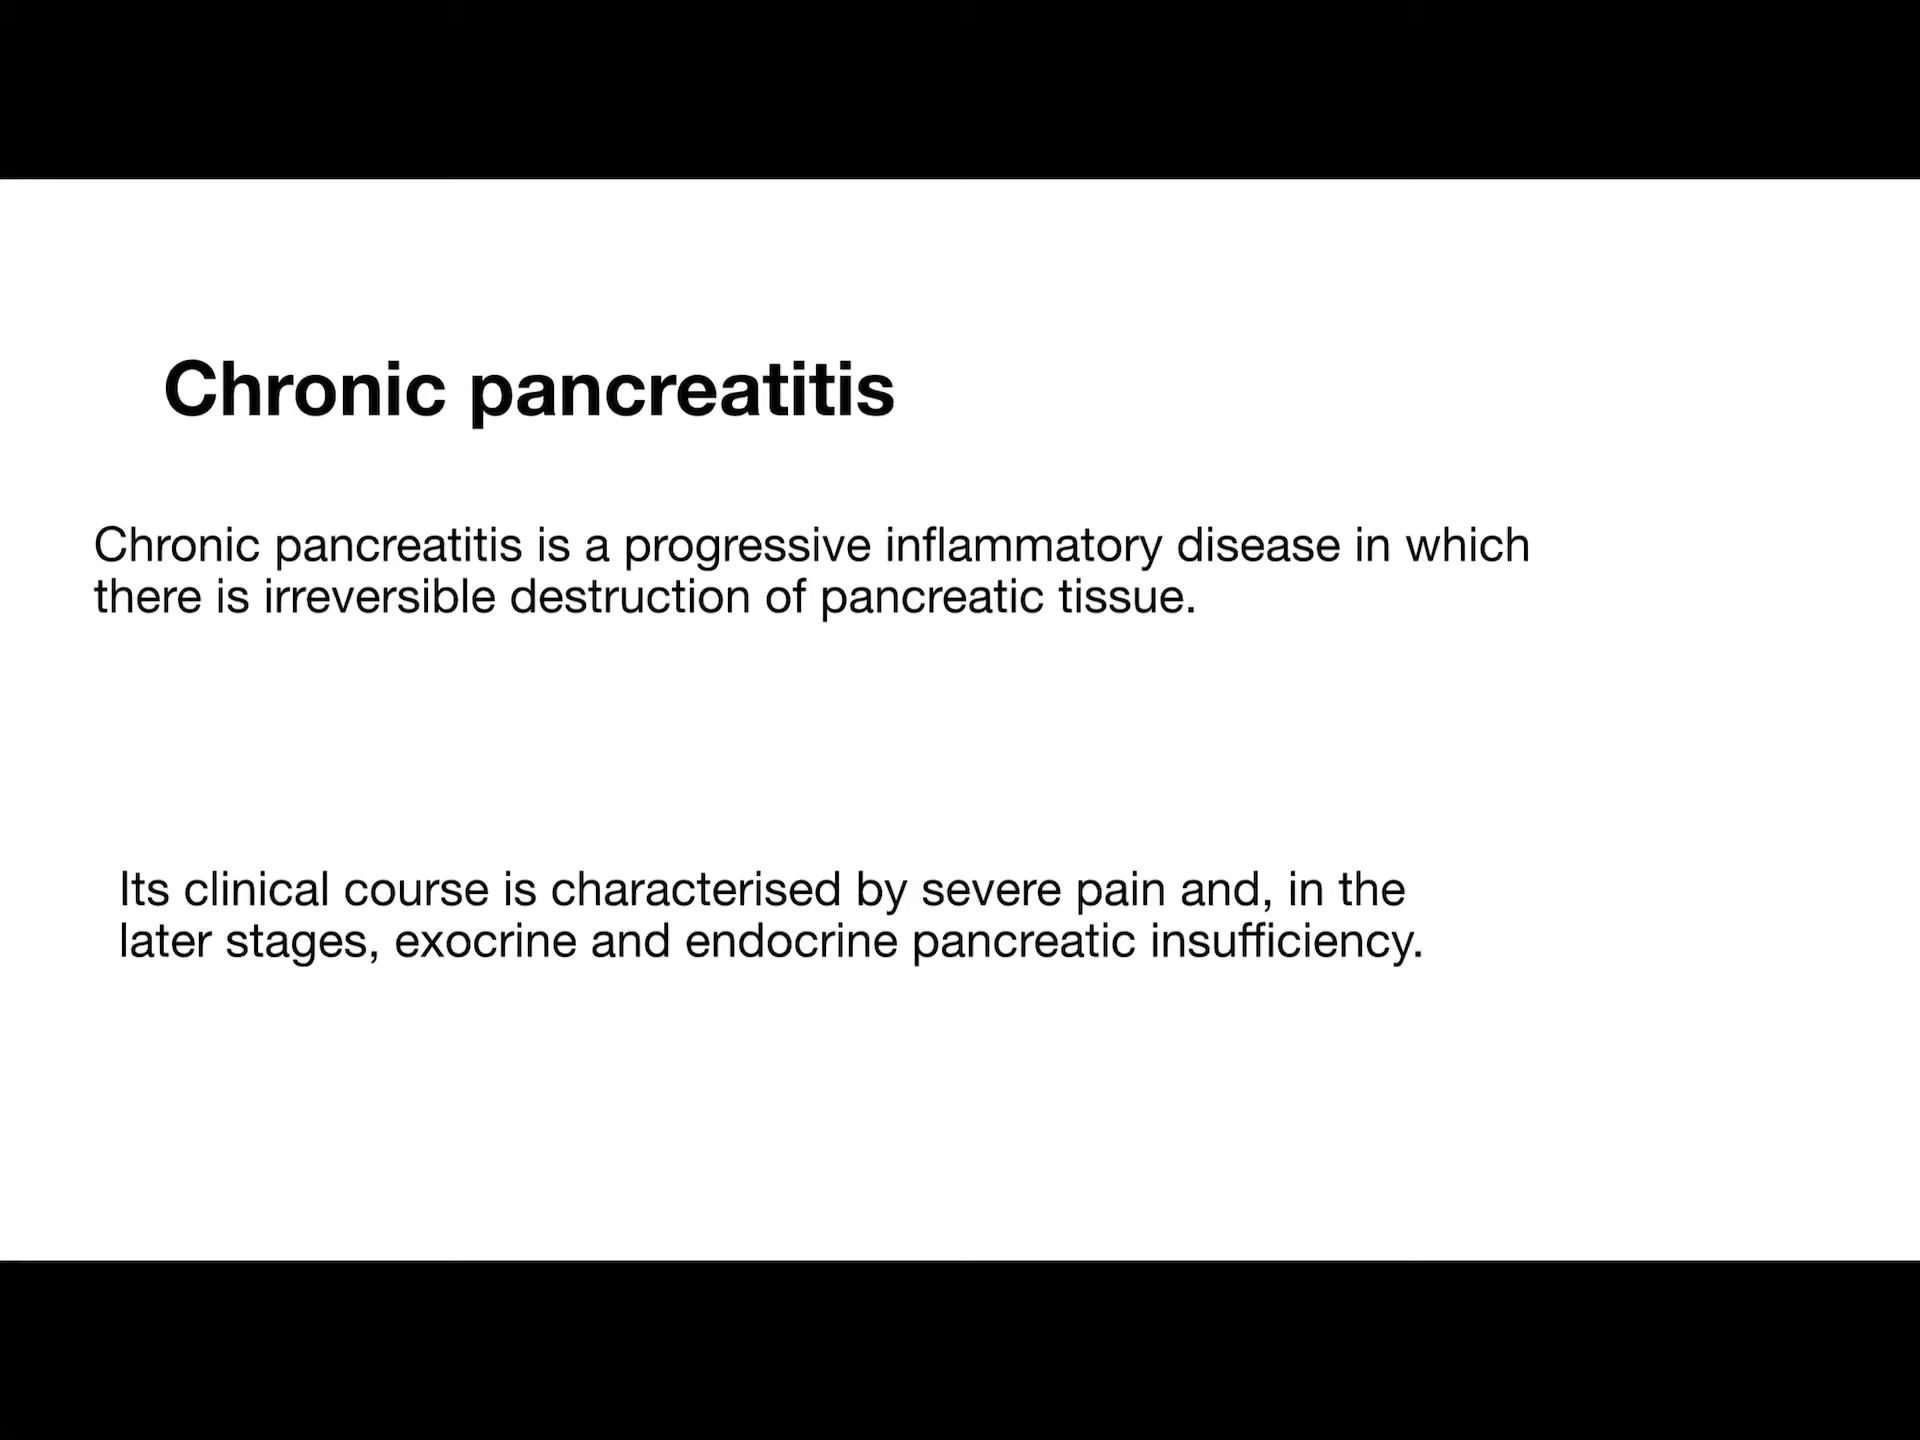 Chronic pancreatitis
Chronic pancreatitis is a progressive inflammatory disease in which
there is irreversible destruction of pancreatic tissue.
Its clinical course is characterised by severe pain and, in the
later stages, exocrine and endocrine pancreatic insufficiency.